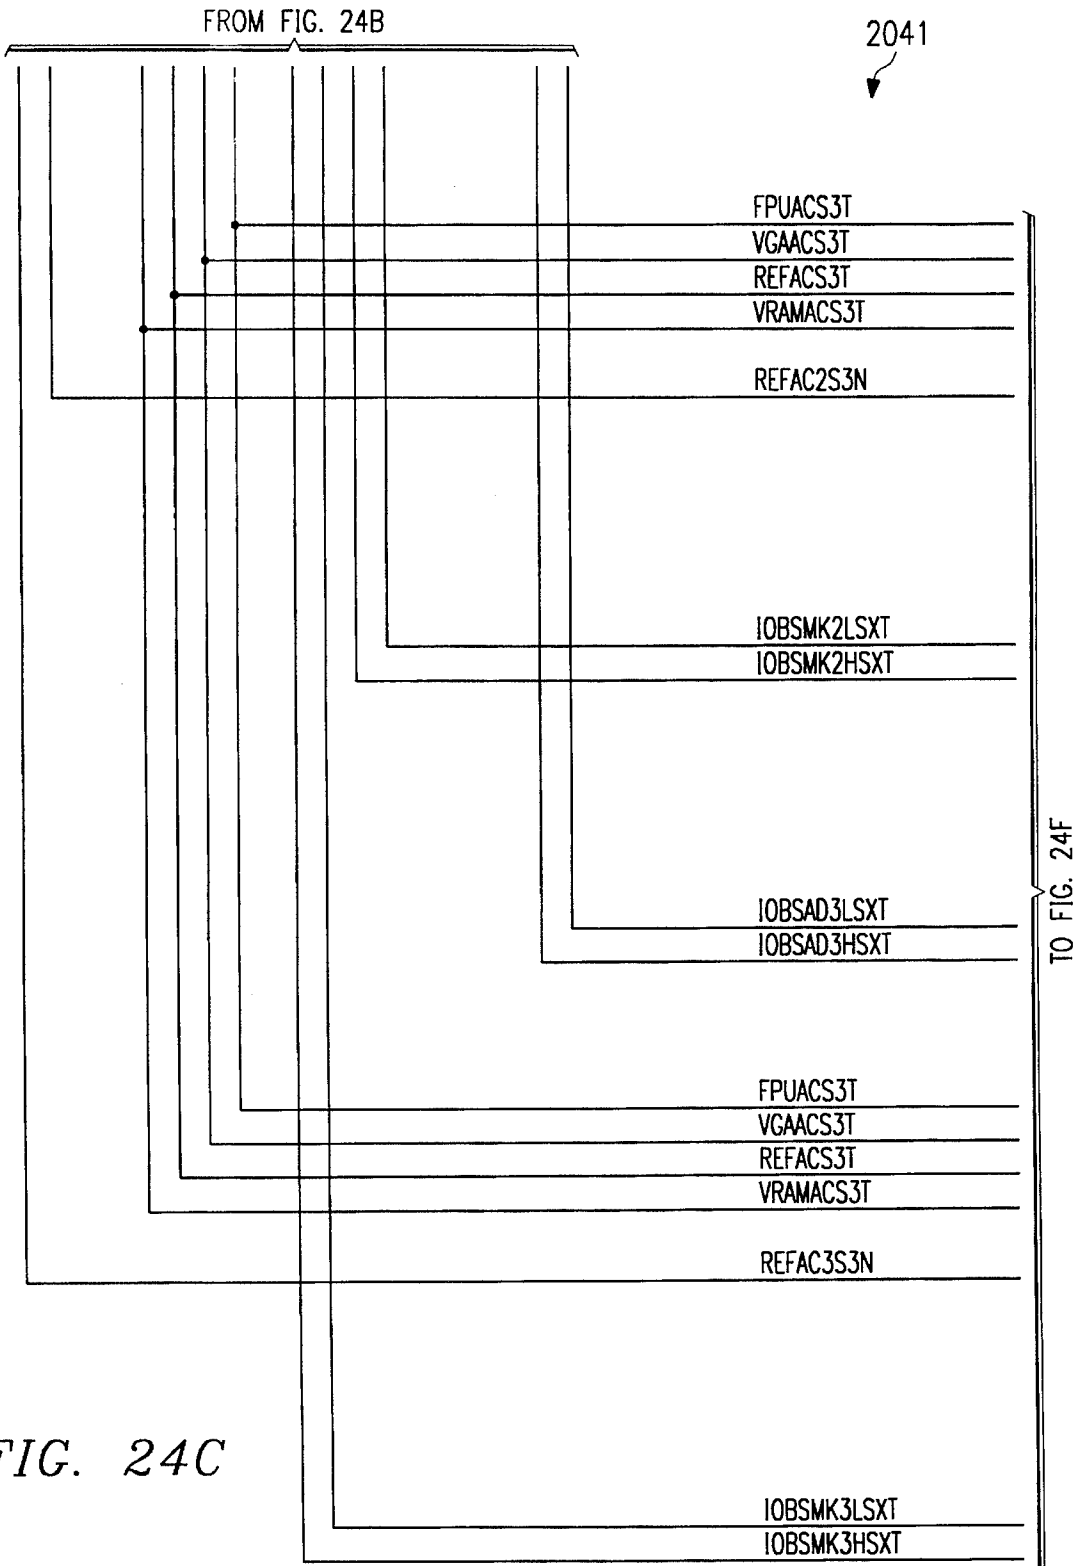 FROM FIG. 24B
2041
FPUACS3T
VGAACS3T
REFACS3T
VRAMACS3T
REFAC2S3N
IOBSMK2LSXT
IOBSMK2HSXT
IOBSAD3LSXT
IOBSAD3HSXT
TO FIG. 24F
FPUACS3T
VGAACS3T
REFACS3T
VRAMACS3T
REFAC3S3N
FIG. 24C
IOBSMK3LSXT
IOBSMK3HSXT